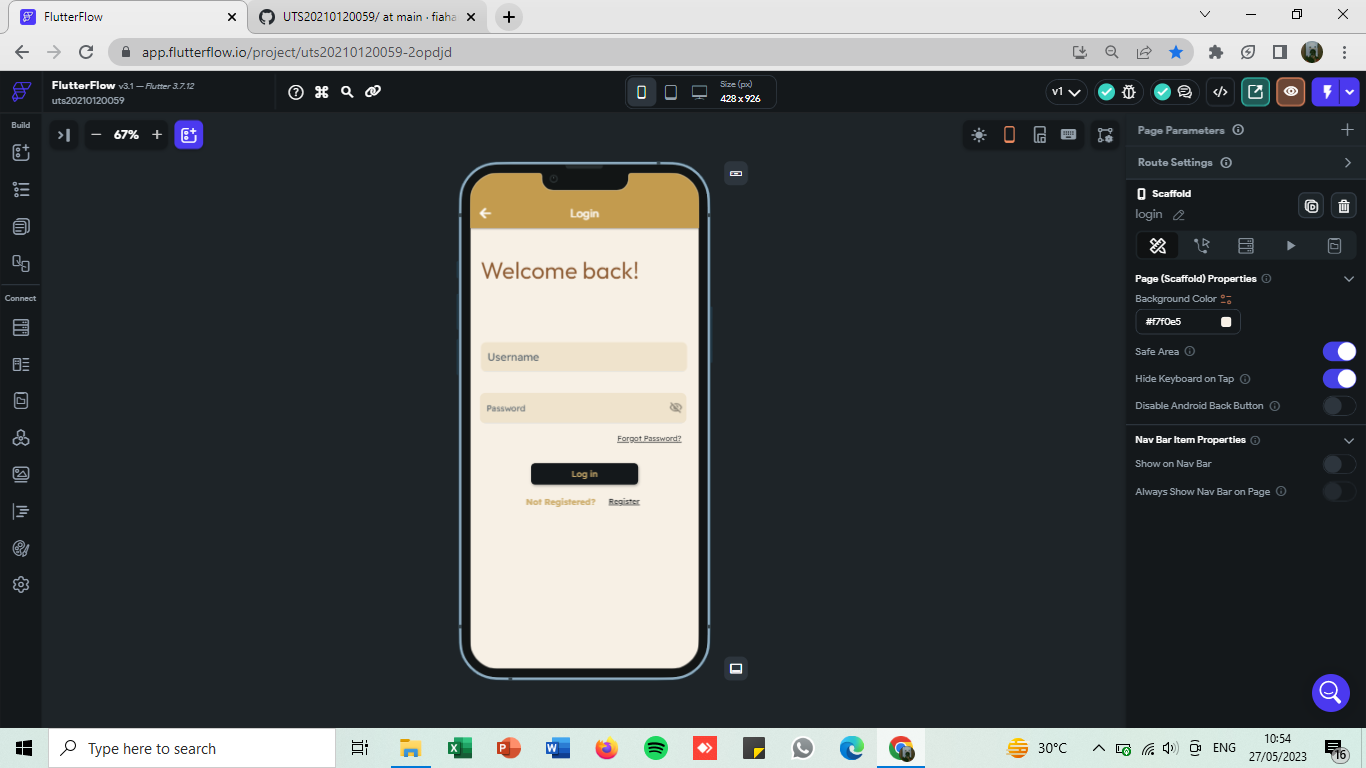 FlutterFlow
UTS20210120059/ at main · fiaha
app.flutterflow.io/project/uts20210120059-2opdjd
FlutterFlow v3.1 — Flutter 3.7.12
uts20210120059
Size (px)
428 x 926
v1
Build
67%
Connect
Login
Welcome back!
Username
Password
Forgot Password?
Log in
Not Registered? Register
Page Parameters
Route Settings
Scaffold
login
Page (Scaffold) Properties
Background Color
#f7f0e5
Safe Area
Hide Keyboard on Tap
Disable Android Back Button
Nav Bar Item Properties
Show on Nav Bar
Always Show Nav Bar on Page
Type here to search
30°C
ENG
10:54
27/05/2023
16